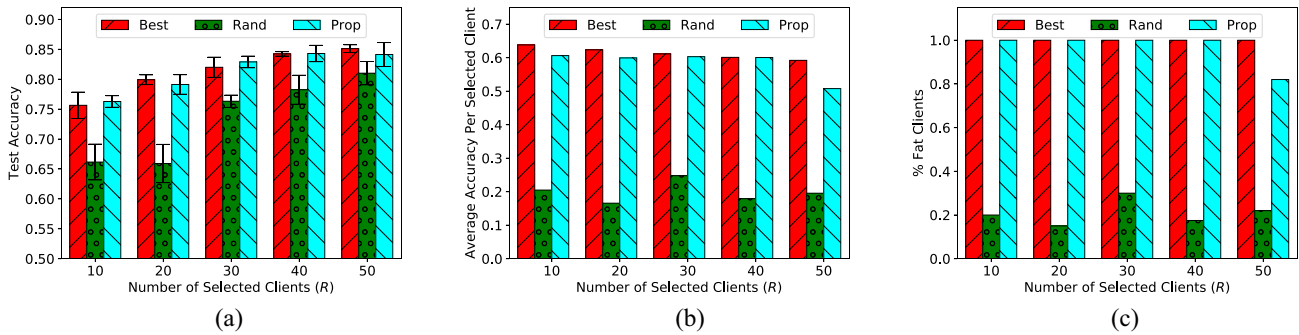 Best Rand Prop
0.90
0.85
0.80
0.75
0.70
0.65
0.60
0.55
0.50
Test Accuracy
10 20 30 40 50
Number of Selected Clients (R)
(a)
Best Rand Prop
0.7
0.6
0.5
0.4
0.3
0.2
0.1
0.0
Average Accuracy Per Selected Client
10 20 30 40 50
Number of Selected Clients (R)
(b)
Best Rand Prop
1.0
0.8
0.6
0.4
0.2
0.0
% Fat Clients
10 20 30 40 50
Number of Selected Clients (R)
(c)